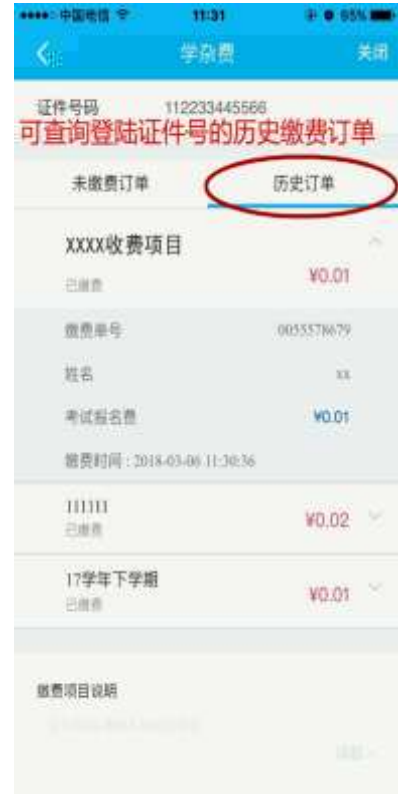 中国电信 11:31 65%
学杂费 关闭
证件号码 112233445566
可查询登陆证件号的历史缴费订单
未缴费订单 历史订单
XXXX收费项目
已缴费 ¥0.01
缴费单号 0055578679
姓名 xx
考试报名费 ¥0.01
缴费时间：2018-03-06 11:30:36
111111
已缴费 ¥0.02
17学年下学期
已缴费 ¥0.01
缴费项目说明